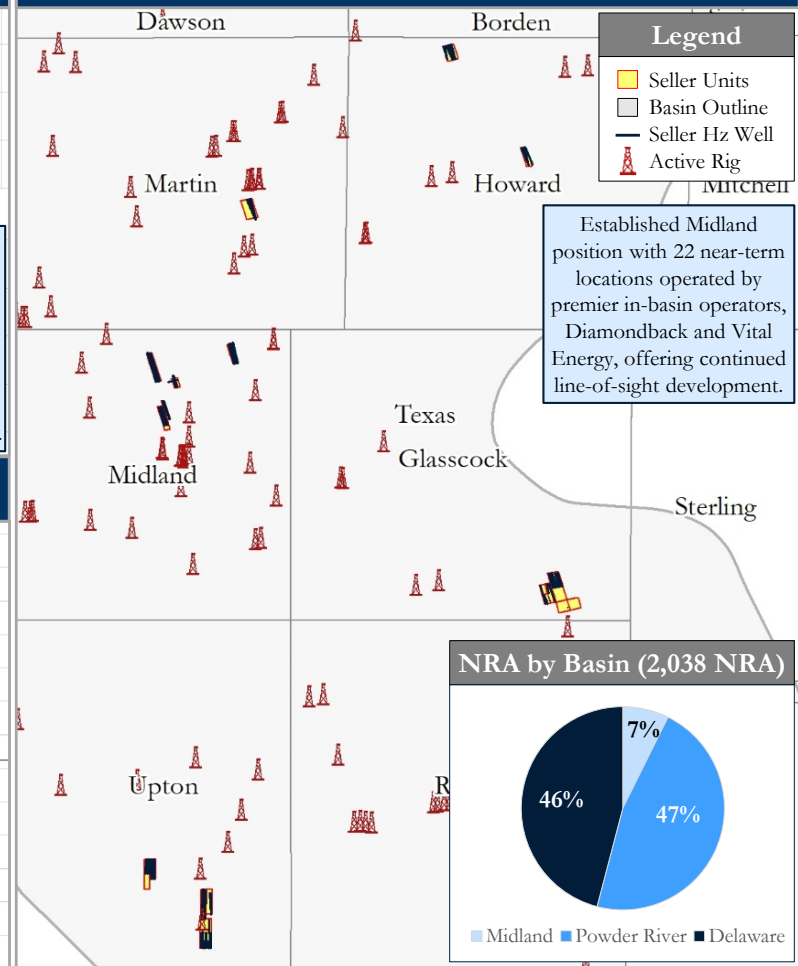 Dawson
Borden
Legend
Seller Units
Basin Outline
Seller Hz Well
Active Rig
Martin
Howard
Mitchell
Established Midland
position with 22 near-term
locations operated by
premier in-basin operators,
Diamondback and Vital
Energy, offering continued
line-of-sight development.
Texas
Glasscock
Midland
Sterling
NRA by Basin (2,038 NRA)
7%
46%
47%
Midland
Powder River
Delaware
Upton
R